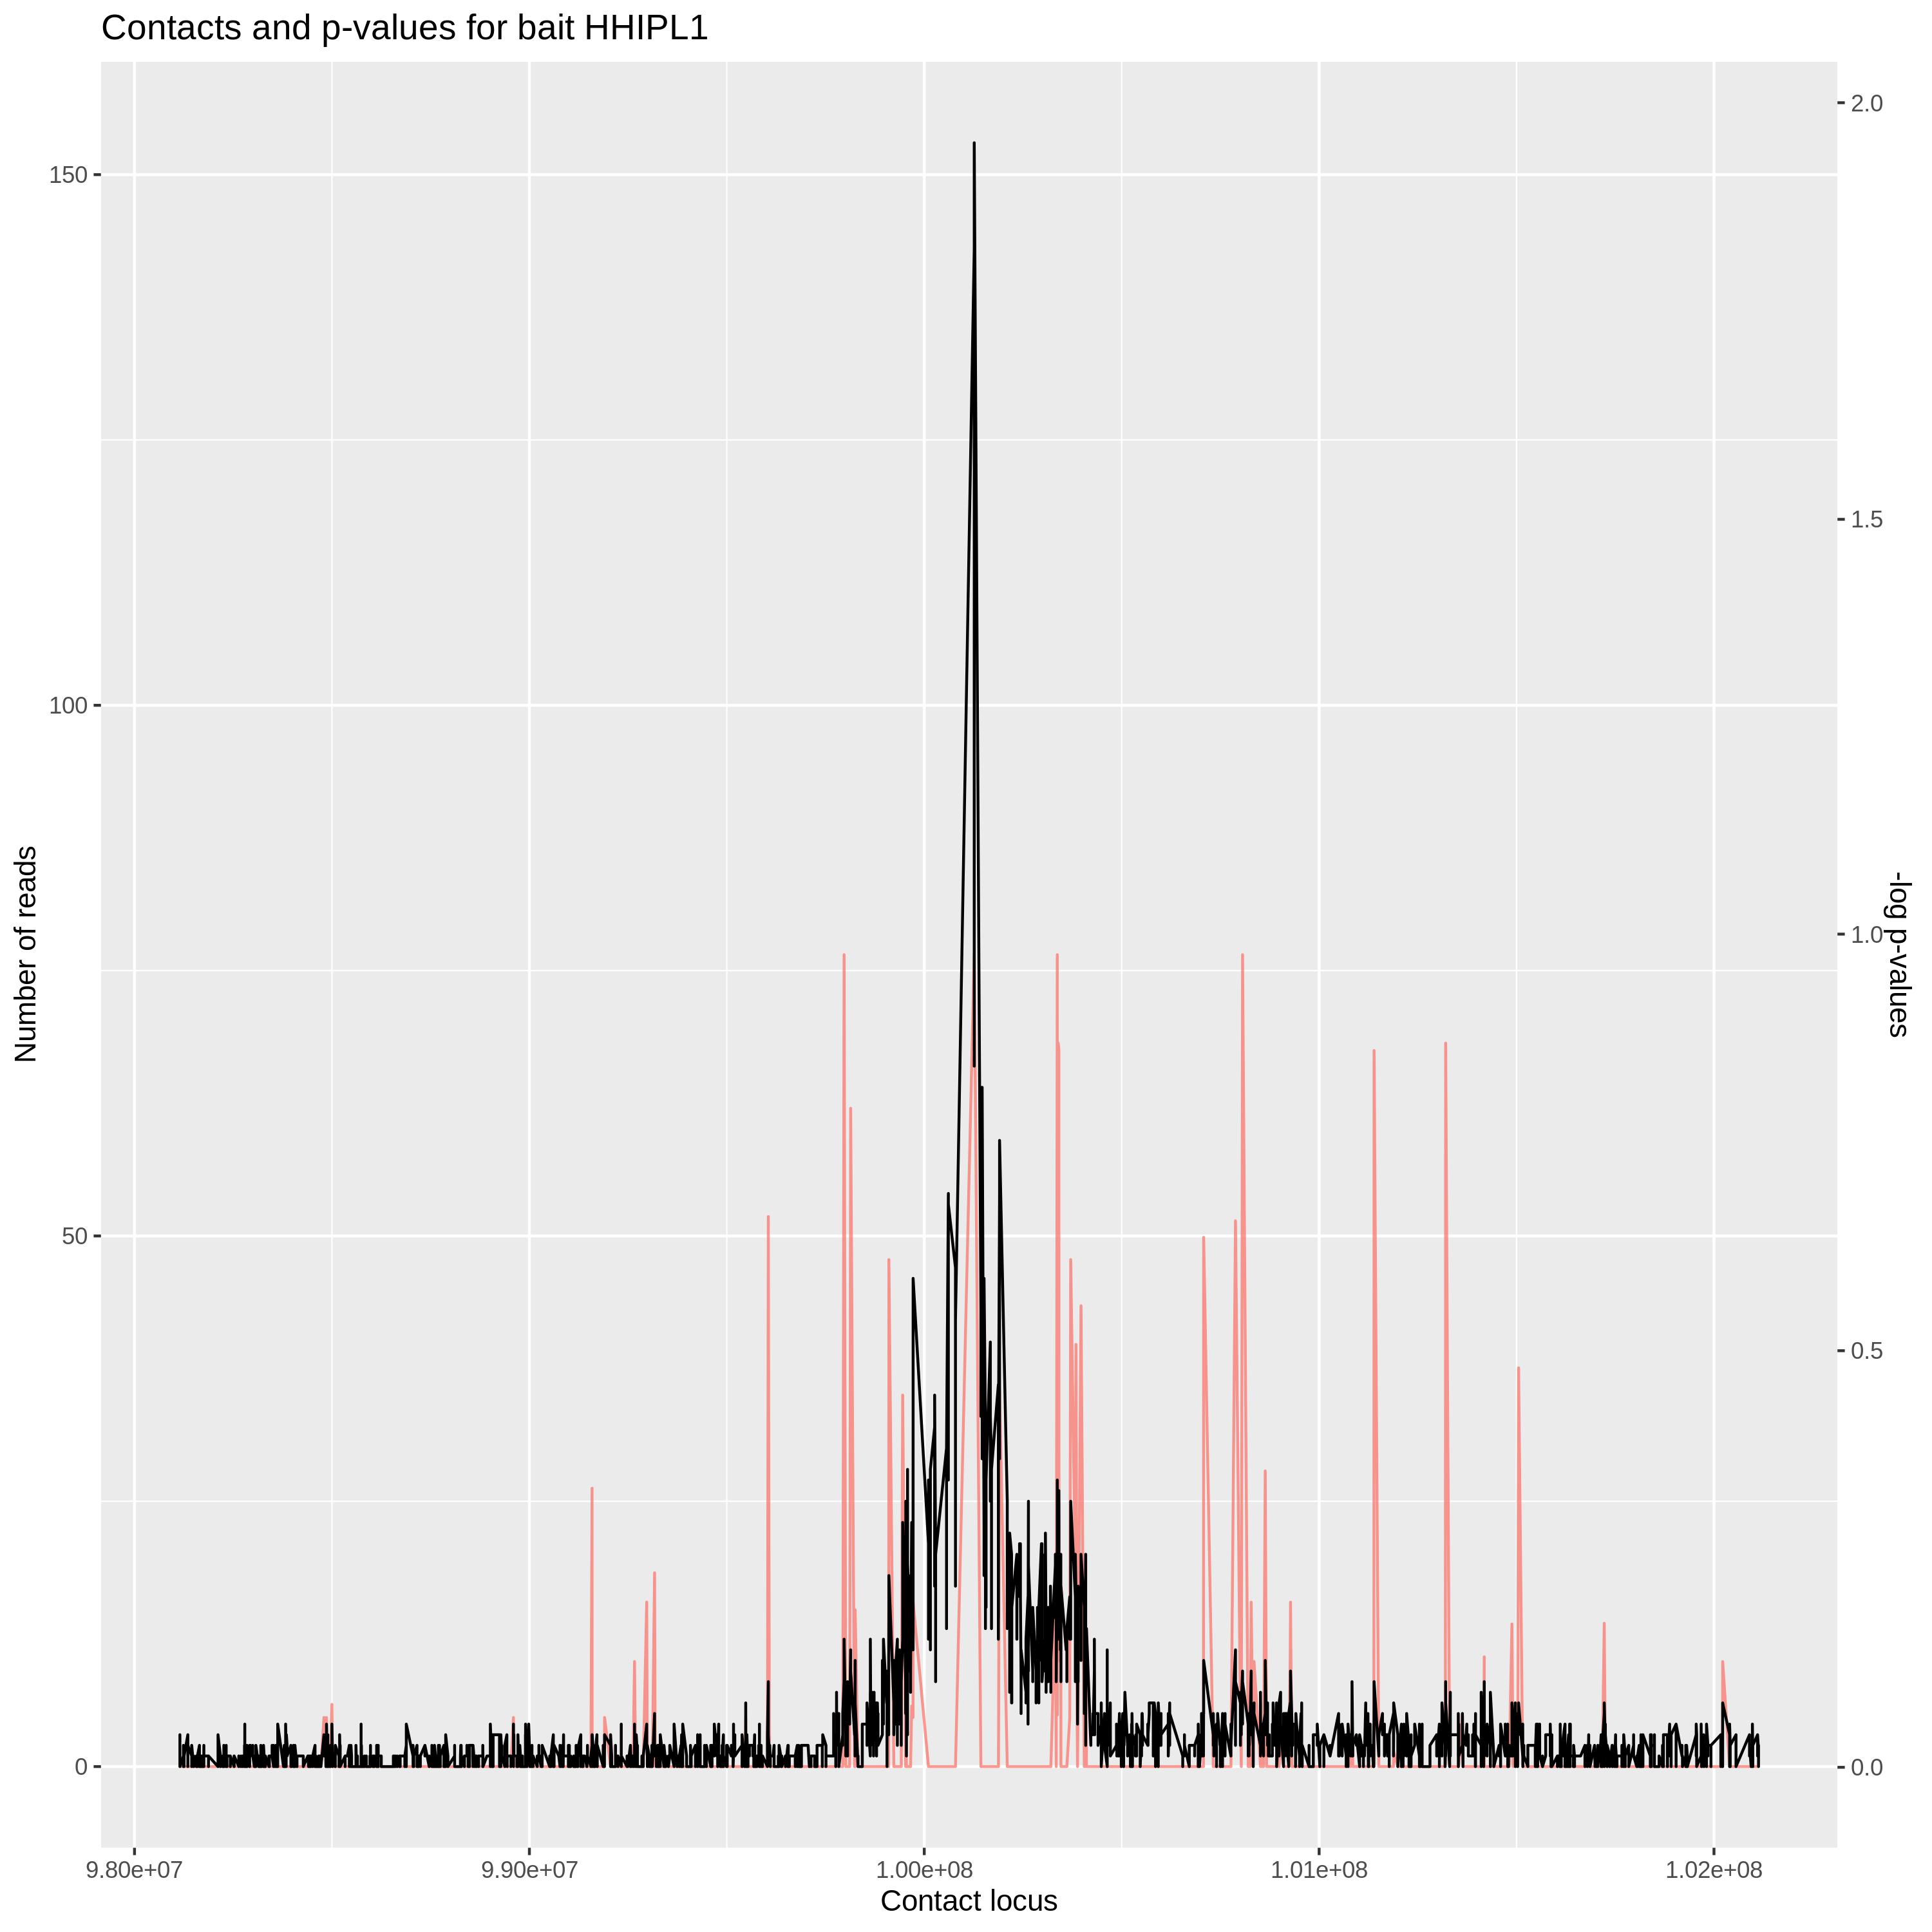 Contacts and p-values for bait HHIPL1
2.0
150
1.5
100
Number of reads
-log p-values
1.0
50
0.5
0
0.0
9.80e+07
9.90e+07
1.00e+08
1.01e+08
1.02e+08
Contact locus